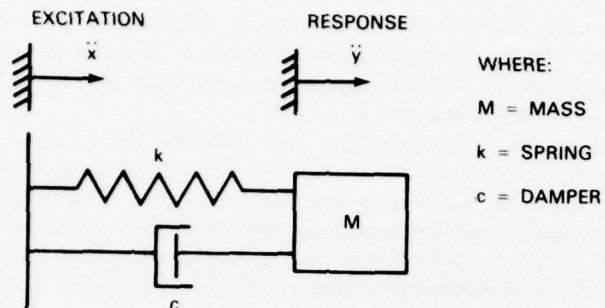 EXCITATION
ẍ
RESPONSE
ÿ
WHERE:
M = MASS
k = SPRING
c = DAMPER
k
M
c